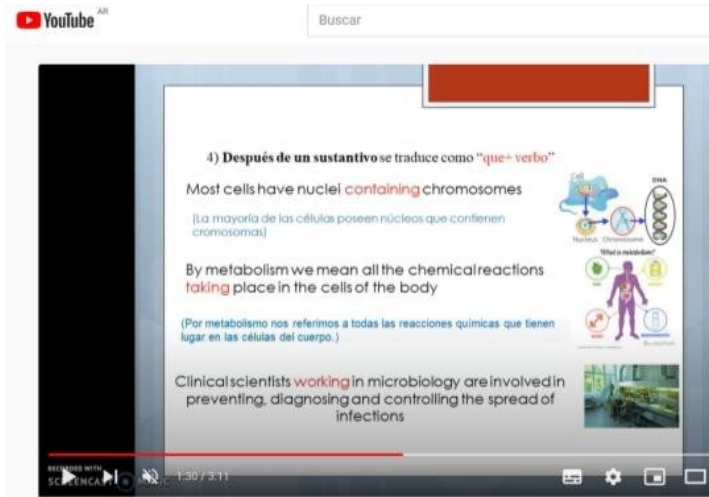 YouTube AR
Buscar
4) Después de un sustantivo se traduce como "que+ verbo"
Most cells have nuclei containing chromosomes
(La mayoría de las células poseen núcleos que contienen
cromosomas)
Cell
DNA
Nucleus Chromosome
What is metabolism?
By metabolism we mean all the chemical reactions
taking place in the cells of the body
(Por metabolismo nos referimos a todas las reacciones químicas que tienen
lugar en las células del cuerpo.)
Clinical scientists working in microbiology are involved in
preventing, diagnosing and controlling the spread of
infections
RECORDED WITH
1:30 / 3:11